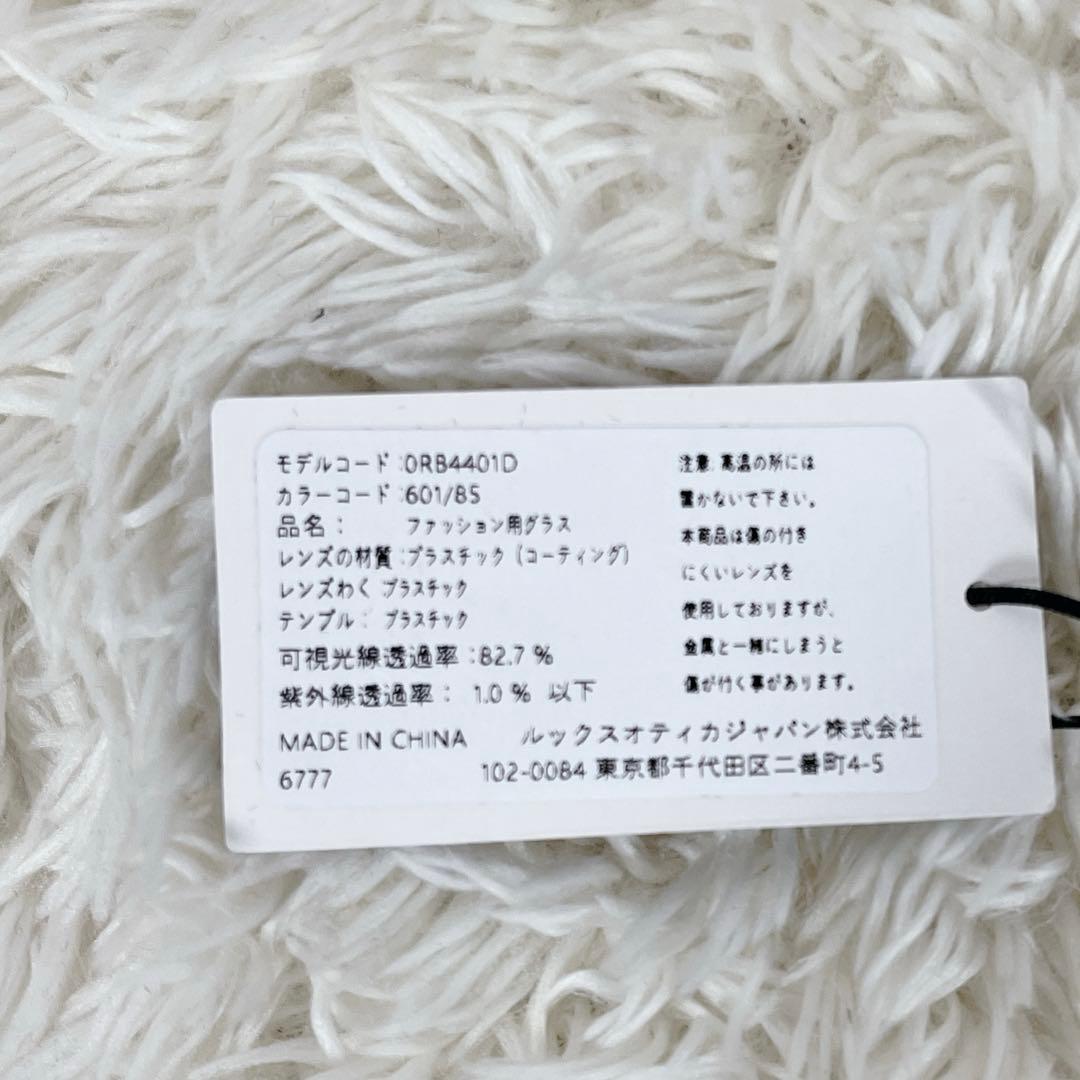 モデルコード :0RB4401D
カラーコード :601/85
品名： ファッション用グラス
レンズの材質 :プラスチック (コーティング)
レンズわく プラスチック
テンプル： プラスチック
可視光線透過率 :82.7 %
紫外線透過率： 1.0 % 以下
MADE IN CHINA
6777
ルックスオティカジャパン株式会社
102-0084 東京都千代田区二番町4-5
注意 高温の所には
置かないで下さい。
本商品は傷の付き
にくいレンズを
使用しておりますが、
金属と一緒にしまうと
傷が付く事があります。